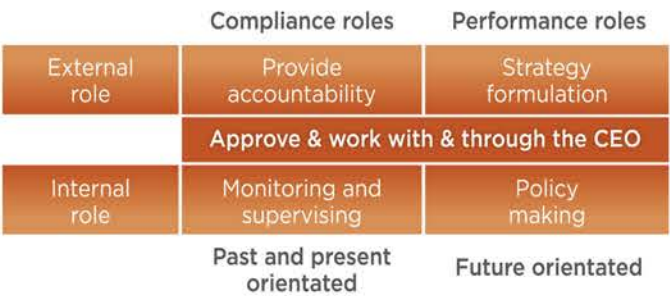 Compliance roles
Performance roles
External
role
Provide
accountability
Strategy
formulation
Approve & work with & through the CEO
Internal
role
Monitoring and
supervising
Policy
making
Past and present
orientated
Future orientated